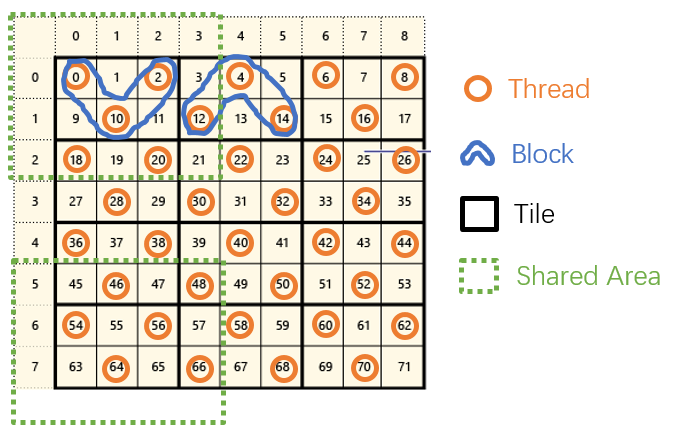 0 1 2 3 4 5 6 7 8
0 0 1 2 3 4 5 6 7 8
1 9 10 11 12 13 14 15 16 17
2 18 19 20 21 22 23 24 25 26
3 27 28 29 30 31 32 33 34 35
4 36 37 38 39 40 41 42 43 44
5 45 46 47 48 49 50 51 52 53
6 54 55 56 57 58 59 60 61 62
7 63 64 65 66 67 68 69 70 71
Thread
Block
Tile
Shared Area